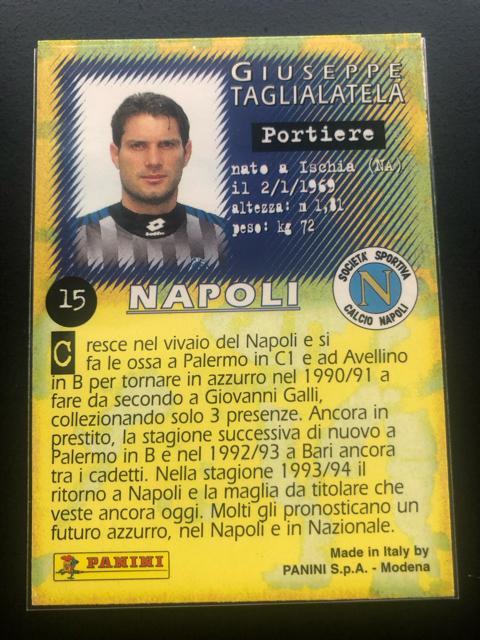 GIUSEPPE
TAGLIALATELA
Portiere
nato a Ischia (NA)
il 2/1/1969
altezza: m 1,81
peso: kg 72
lotto
15
NAPOLI
SOCIETÀ SPORTIVA
N
CALCIO NAPOLI
Cresce nel vivaio del Napoli e si
fa le ossa a Palermo in C1 e ad Avellino
in B per tornare in azzurro nel 1990/91 a
fare da secondo a Giovanni Galli,
collezionando solo 3 presenze. Ancora in
prestito, la stagione successiva di nuovo a
Palermo in B e nel 1992/93 a Bari ancora
tra i cadetti. Nella stagione 1993/94 il
ritorno a Napoli e la maglia da titolare che
veste ancora oggi. Molti gli pronosticano un
futuro azzurro, nel Napoli e in Nazionale.
PANINI
Made in Italy by
PANINI S.p.A. - Modena